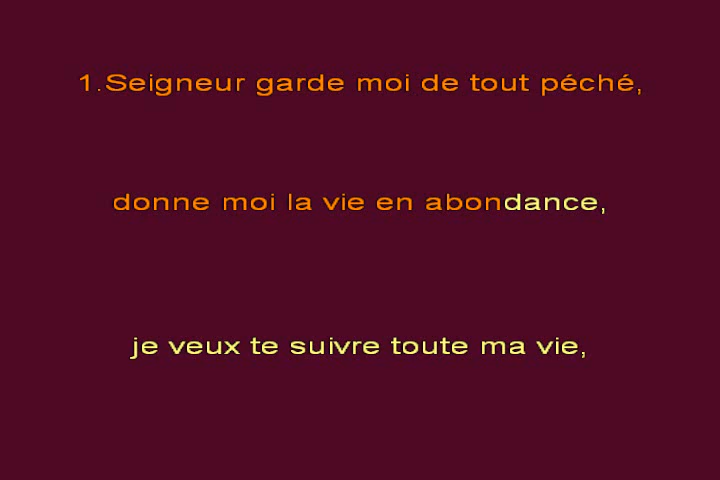 1.Seigneur garde moi de tout péché,
donne moi la vie en abondance,
je veux te suivre toute ma vie,